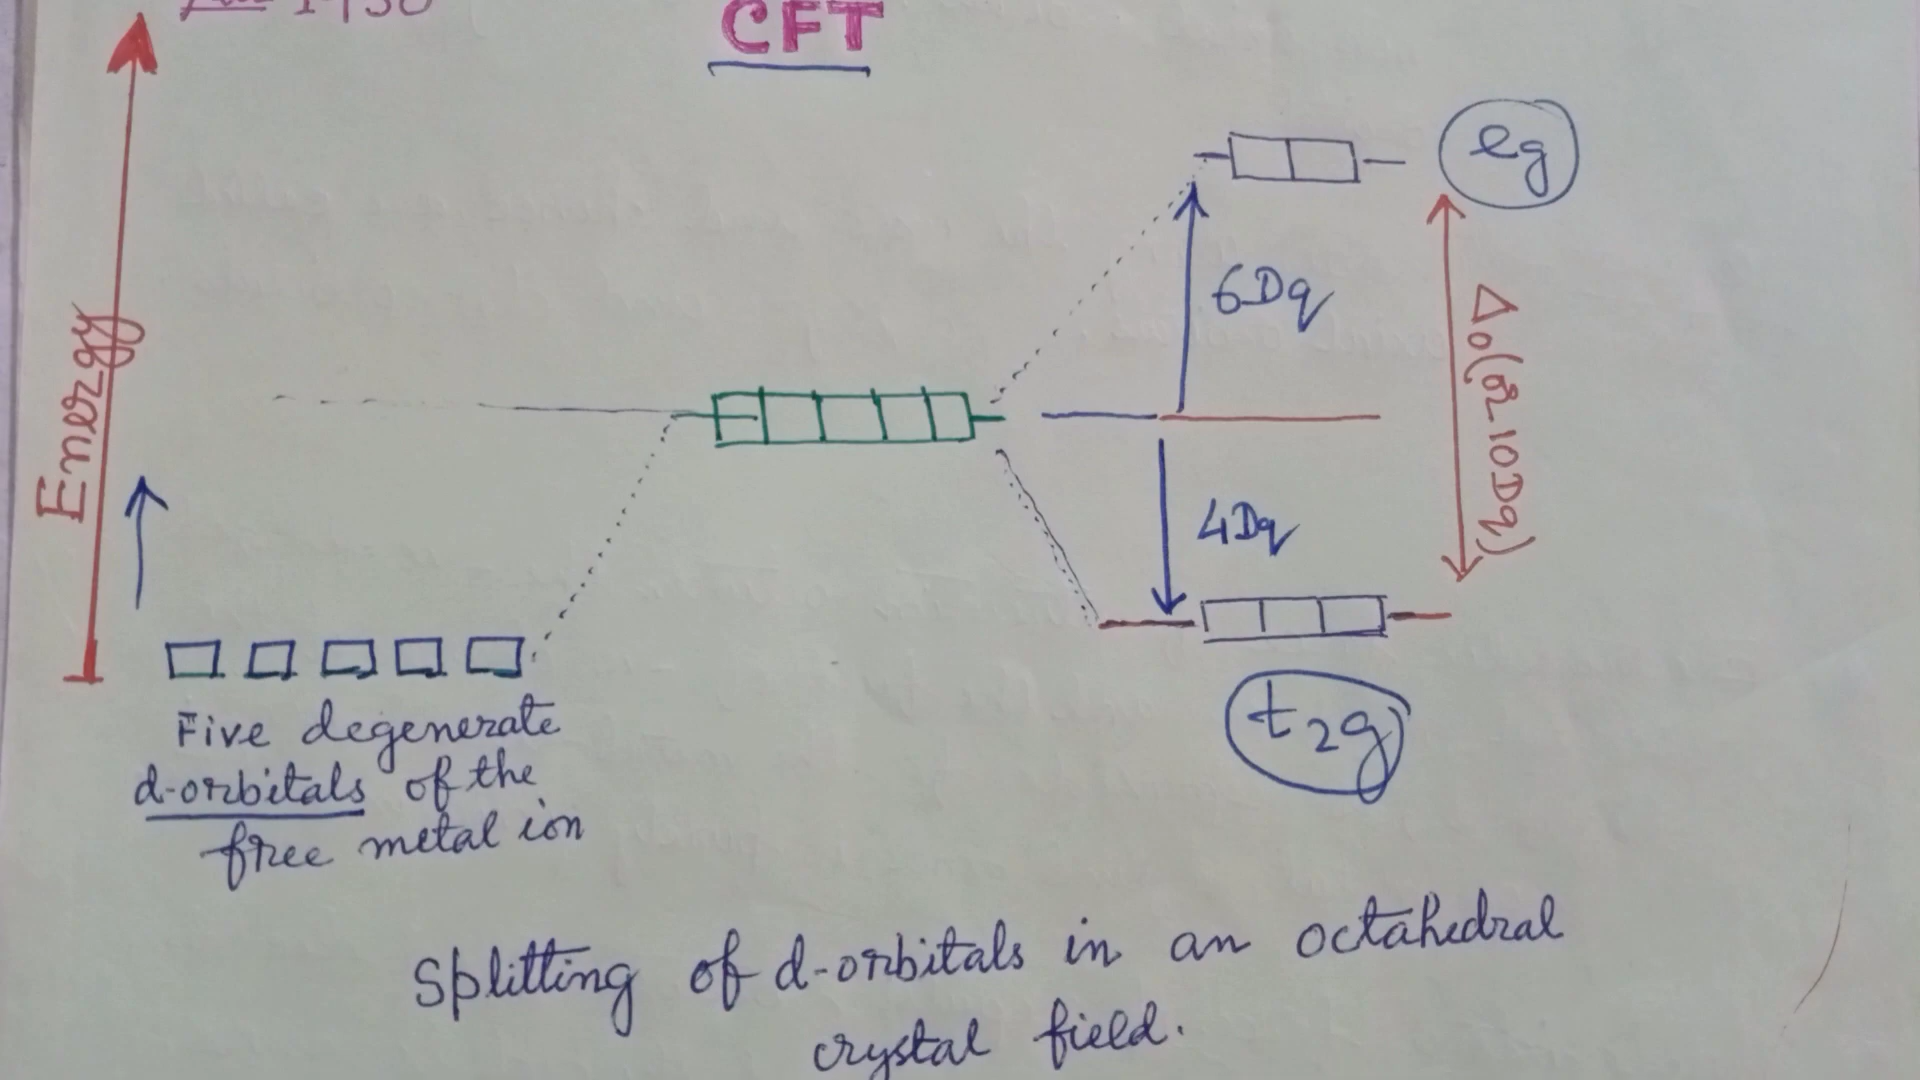 CFT
eg
6Dq
Δo (or 10Dq)
Energy
4Dq
t2g
Five degenerate
d-orbitals of the
free metal ion
Splitting of d-orbitals in an octahedral
crystal field.